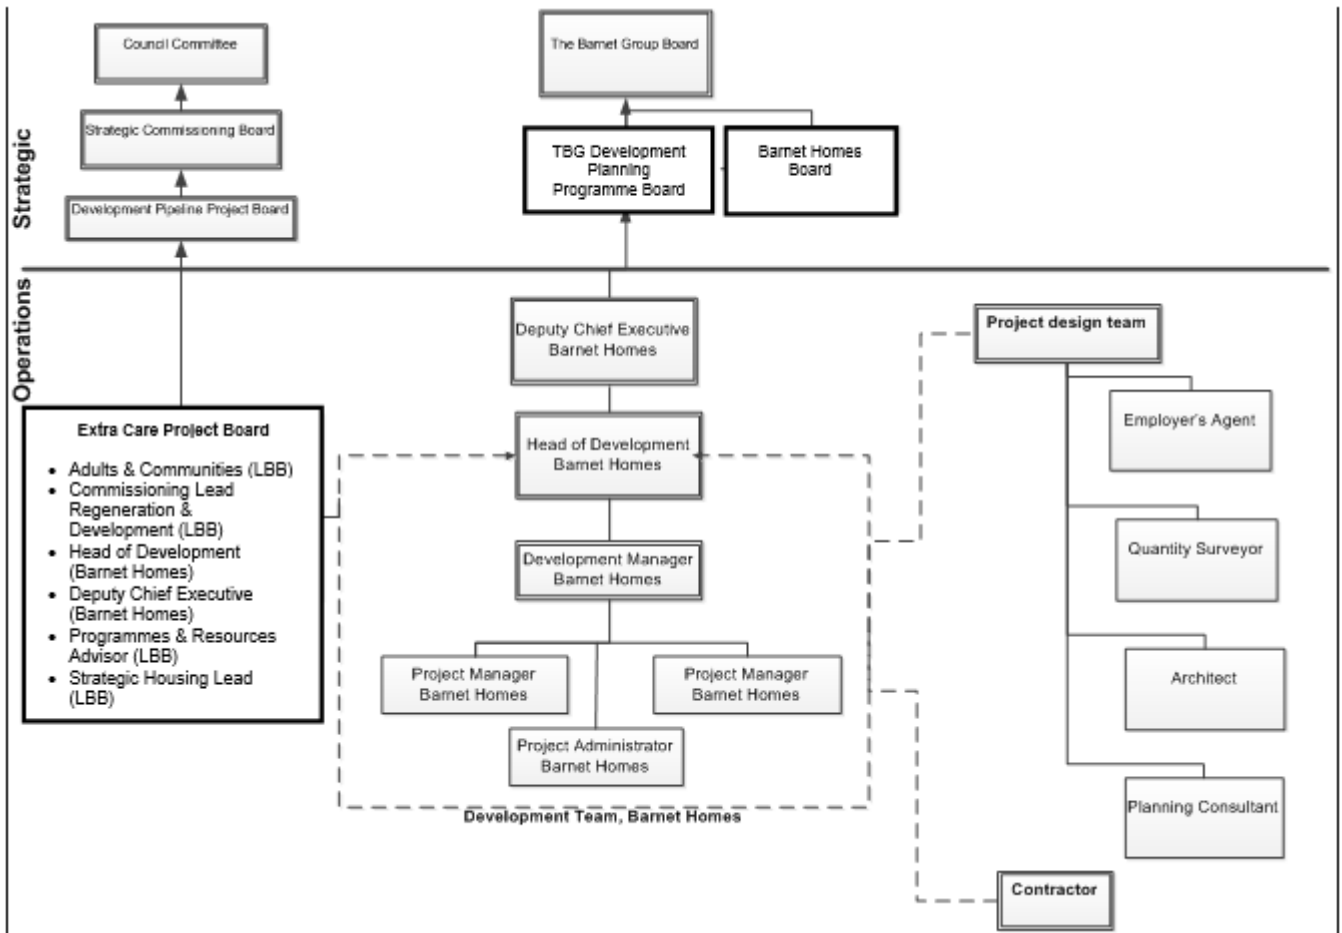 Strategic
Council Committee
Strategic Commissioning Board
Development Pipeline Project Board
The Barnet Group Board
TBG Development
Planning
Programme Board
Barnet Homes
Board
Operations
Extra Care Project Board
• Adults & Communities (LBB)
• Commissioning Lead
Regeneration &
Development (LBB)
• Head of Development
(Barnet Homes)
• Deputy Chief Executive
(Barnet Homes)
• Programmes & Resources
Advisor (LBB)
• Strategic Housing Lead
(LBB)
Deputy Chief Executive
Barnet Homes
Head of Development
Barnet Homes
Development Manager
Barnet Homes
Project Manager
Barnet Homes
Project Manager
Barnet Homes
Project Administrator
Barnet Homes
Development Team, Barnet Homes
Project design team
Employer's Agent
Quantity Surveyor
Architect
Planning Consultant
Contractor